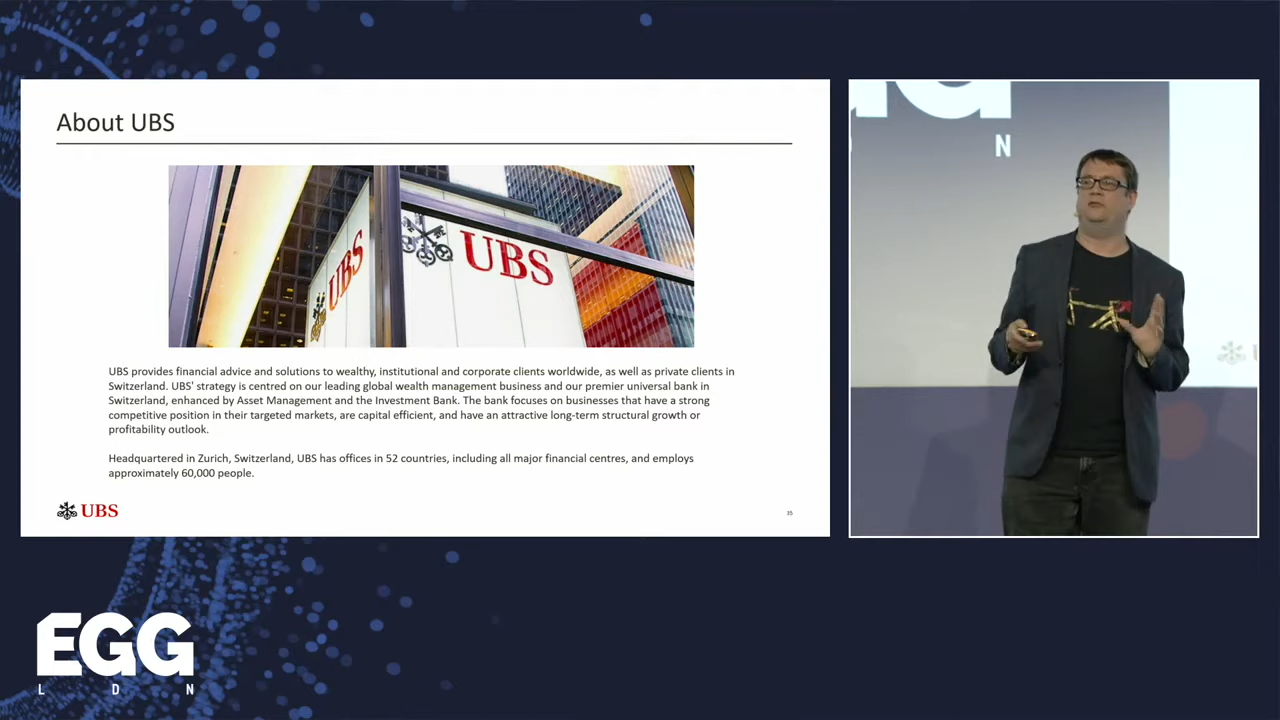 About UBS
UBS
UBS
UBS provides financial advice and solutions to wealthy, institutional and corporate clients worldwide, as well as private clients in
Switzerland. UBS' strategy is centred on our leading global wealth management business and our premier universal bank in
Switzerland, enhanced by Asset Management and the Investment Bank. The bank focuses on businesses that have a strong
competitive position in their targeted markets, are capital efficient, and have an attractive long-term structural growth or
profitability outlook.
Headquartered in Zurich, Switzerland, UBS has offices in 52 countries, including all major financial centres, and employs
approximately 60,000 people.
UBS
35
N
EGG
L D N